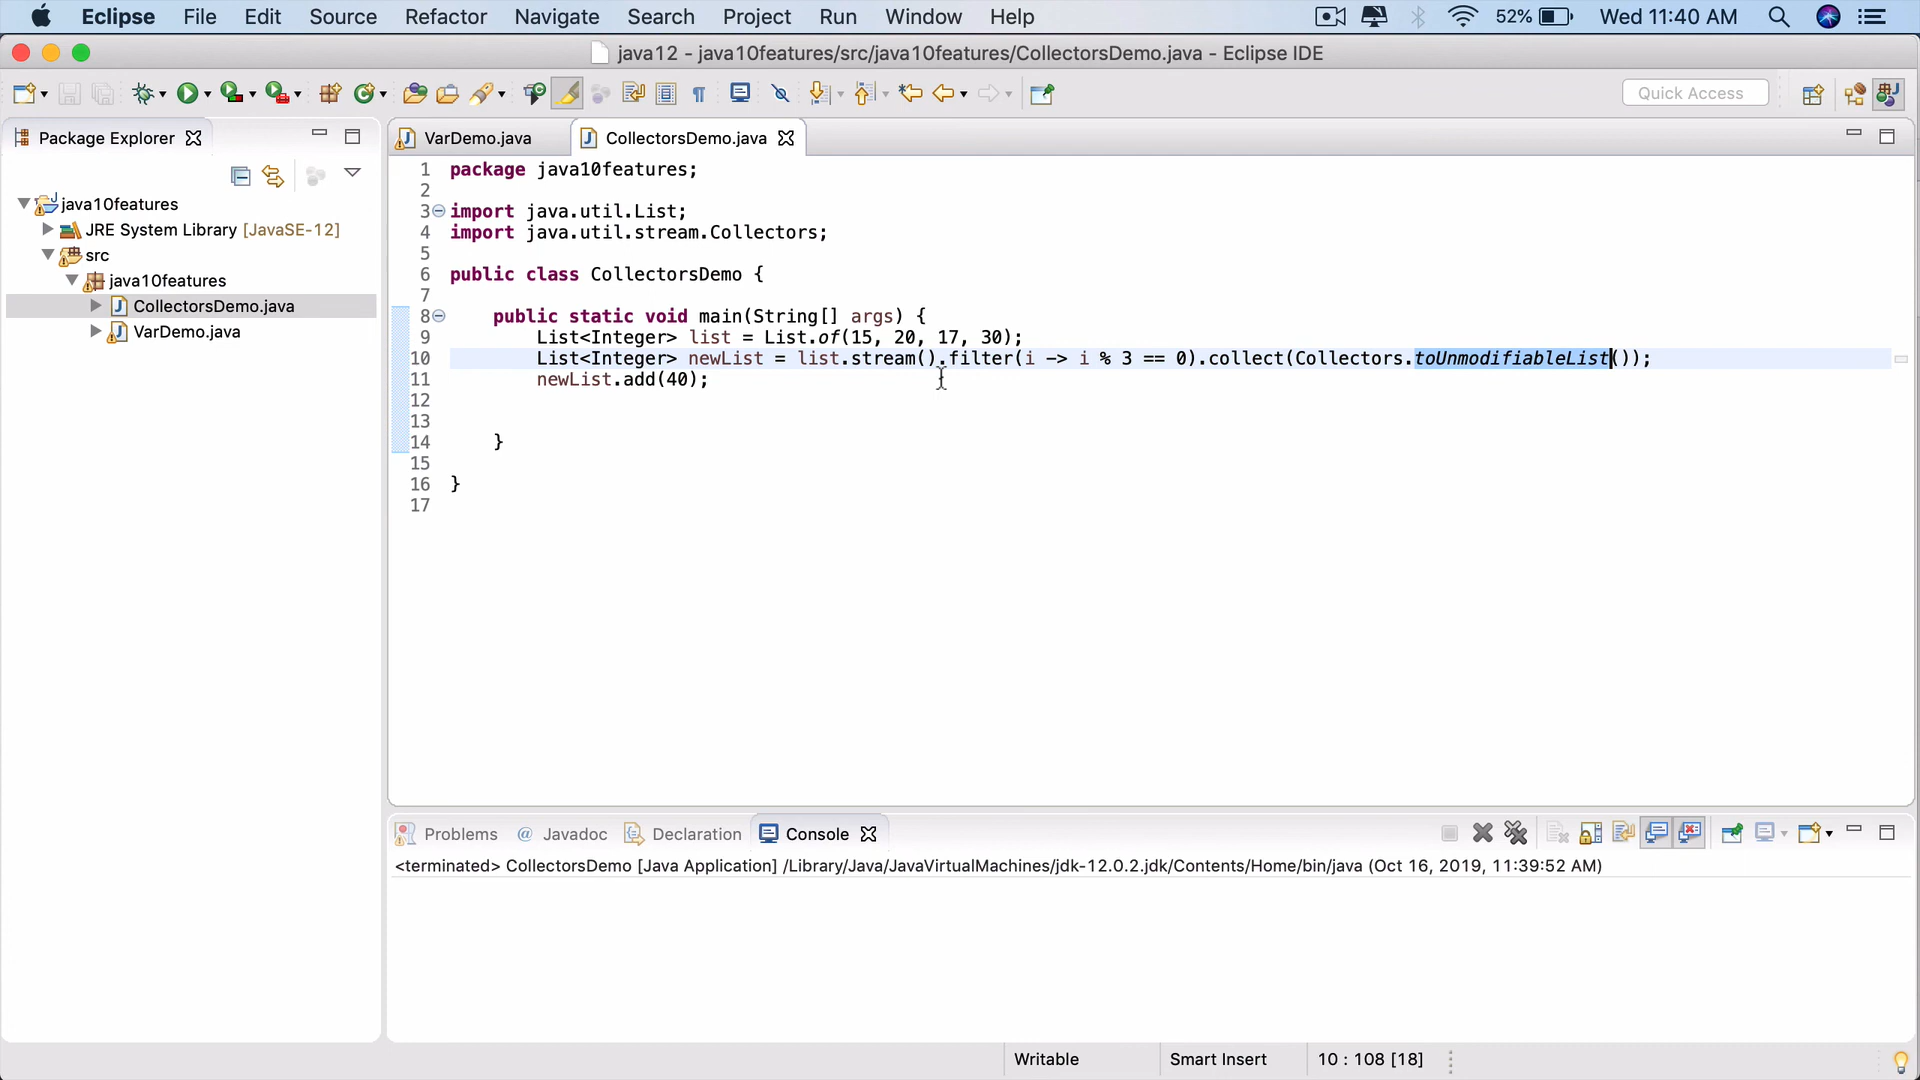 Eclipse File Edit Source Refactor Navigate Search Project Run Window Help 52% Wed 11:40 AM
java12 - java10features/src/java10features/CollectorsDemo.java - Eclipse IDE
Quick Access
Package Explorer
java10features
JRE System Library [JavaSE-12]
src
java10features
CollectorsDemo.java
VarDemo.java
VarDemo.java CollectorsDemo.java
1 package java10features;
2
3 import java.util.List;
4 import java.util.stream.Collectors;
5
6 public class CollectorsDemo {
7
8 public static void main(String[] args) {
9 List<Integer> list = List.of(15, 20, 17, 30);
10 List<Integer> newList = list.stream().filter(i -> i % 3 == 0).collect(Collectors.toUnmodifiableList());
11 newList.add(40);
12
13
14 }
15
16 }
17
Problems @ Javadoc Declaration Console
<terminated> CollectorsDemo [Java Application] /Library/Java/JavaVirtualMachines/jdk-12.0.2.jdk/Contents/Home/bin/java (Oct 16, 2019, 11:39:52 AM)
Writable Smart Insert 10 : 108 [18]